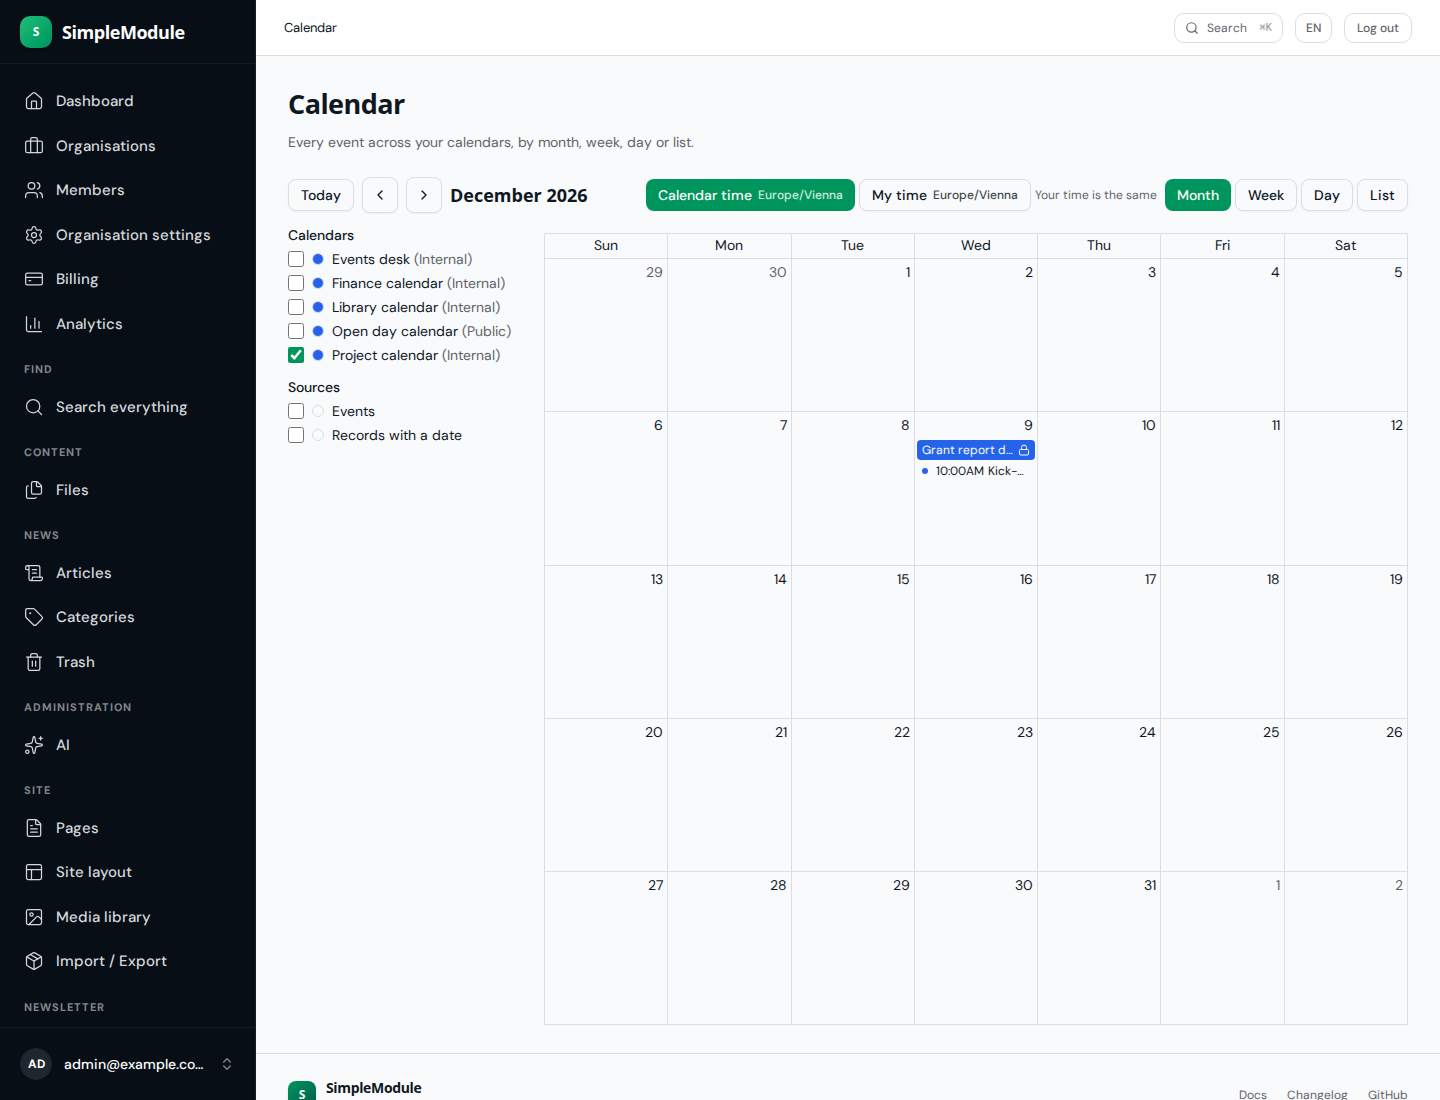 S SimpleModule
Dashboard
Organisations
Members
Organisation settings
Billing
Analytics
FIND
Search everything
CONTENT
Files
NEWS
Articles
Categories
Trash
ADMINISTRATION
AI
SITE
Pages
Site layout
Media library
Import / Export
NEWSLETTER
AD admin@example.co...
Calendar
Search ⌘K EN Log out
Calendar
Every event across your calendars, by month, week, day or list.
Today December 2026 Calendar time Europe/Vienna My time Europe/Vienna Your time is the same Month Week Day List
Calendars
Events desk (Internal)
Finance calendar (Internal)
Library calendar (Internal)
Open day calendar (Public)
Project calendar (Internal)
Sources
Events
Records with a date
Sun Mon Tue Wed Thu Fri Sat
29 30 1 2 3 4 5
6 7 8 9 10 11 12
Grant report d...
10:00AM Kick-...
13 14 15 16 17 18 19
20 21 22 23 24 25 26
27 28 29 30 31 1 2
S SimpleModule
Docs Changelog GitHub